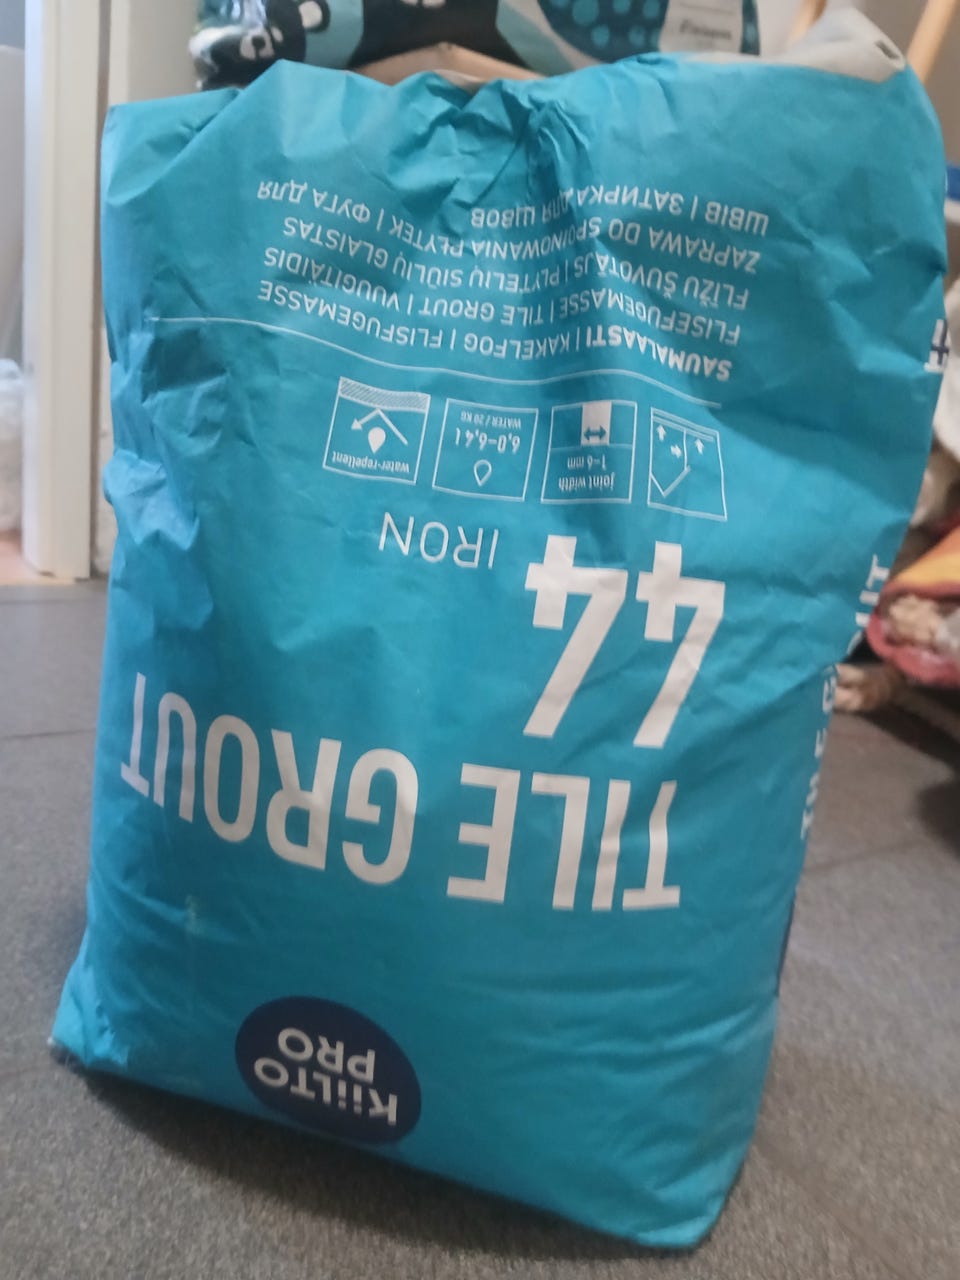 Kiilto
PRO
TILE GROUT
44
IRON
joint width
1–6 mm
6,0–6,4 l
WATER / 20 KG
water-repellent
SAUMALAASTI | KAKELFOG | FLISFUGEMASSE
FLISEFUGEMASSE | TILE GROUT | VUUGITÄIDIS
FLĪŽU ŠUVOTĀJS | PLYTELIŲ SIŪLIŲ GLAISTAS
ZAPRAWA DO SPOINOWANIA PŁYTEK | ФУГА ДЛЯ
ШВІВ | ЗАТИРКА ДЛЯ ШВОВ